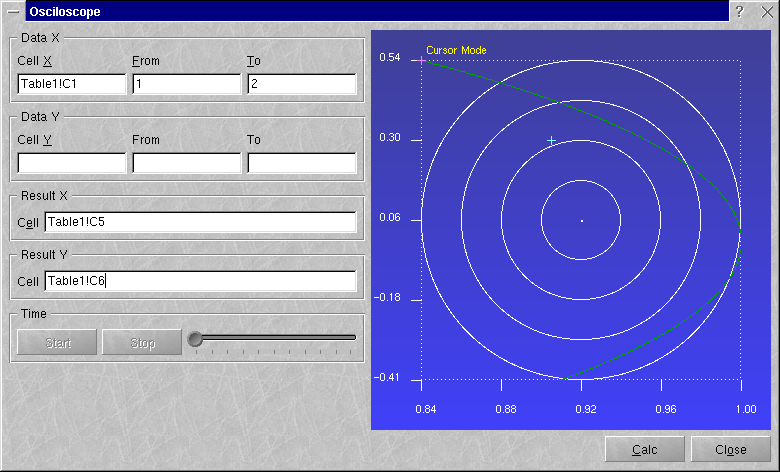 Osciloscope ?
Data X
Cell X From To
Table1!C1 1 2
Data Y
Cell Y From To
Result X
Cell Table1!C5
Result Y
Cell Table1!C6
Time
Start Stop
Cursor Mode
0.54
0.30
0.06
-0.18
-0.41
0.84 0.88 0.92 0.96 1.00
Calc Close